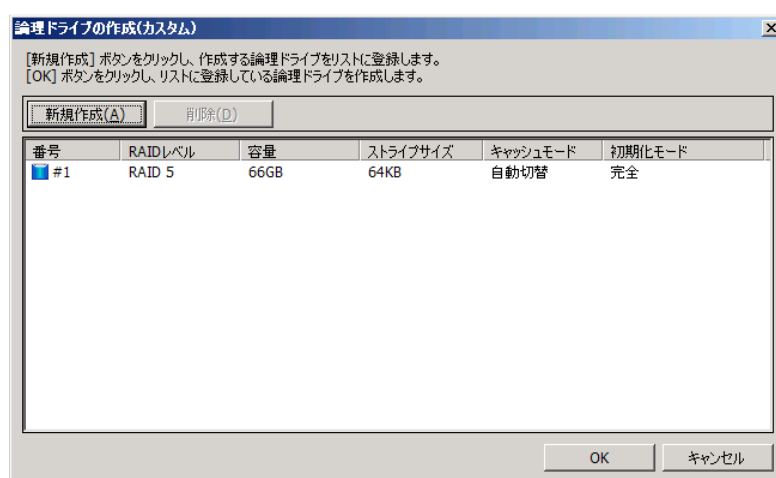 論理ドライブの作成(カスタム)
[新規作成] ボタンをクリックし、作成する論理ドライブをリストに登録します。
[OK] ボタンをクリックし、リストに登録している論理ドライブを作成します。
新規作成(A) 削除(D)
番号 RAIDレベル 容量 ストライプサイズ キャッシュモード 初期化モード
#1 RAID 5 66GB 64KB 自動切替 完全
OK キャンセル